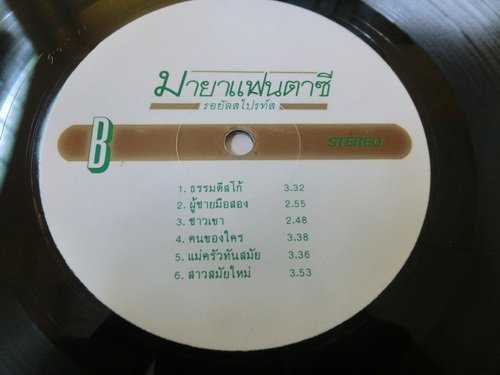 มายาแฟนตาซี
รอยัลสไปรท์ส
B
STEREO
1. ธรรมดิสโก้ 3.32
2. ผู้ชายมือสอง 2.55
3. ชาวเขา 2.48
4. คนของใคร 3.38
5. แม่ครัวทันสมัย 3.36
6. สาวสมัยใหม่ 3.53